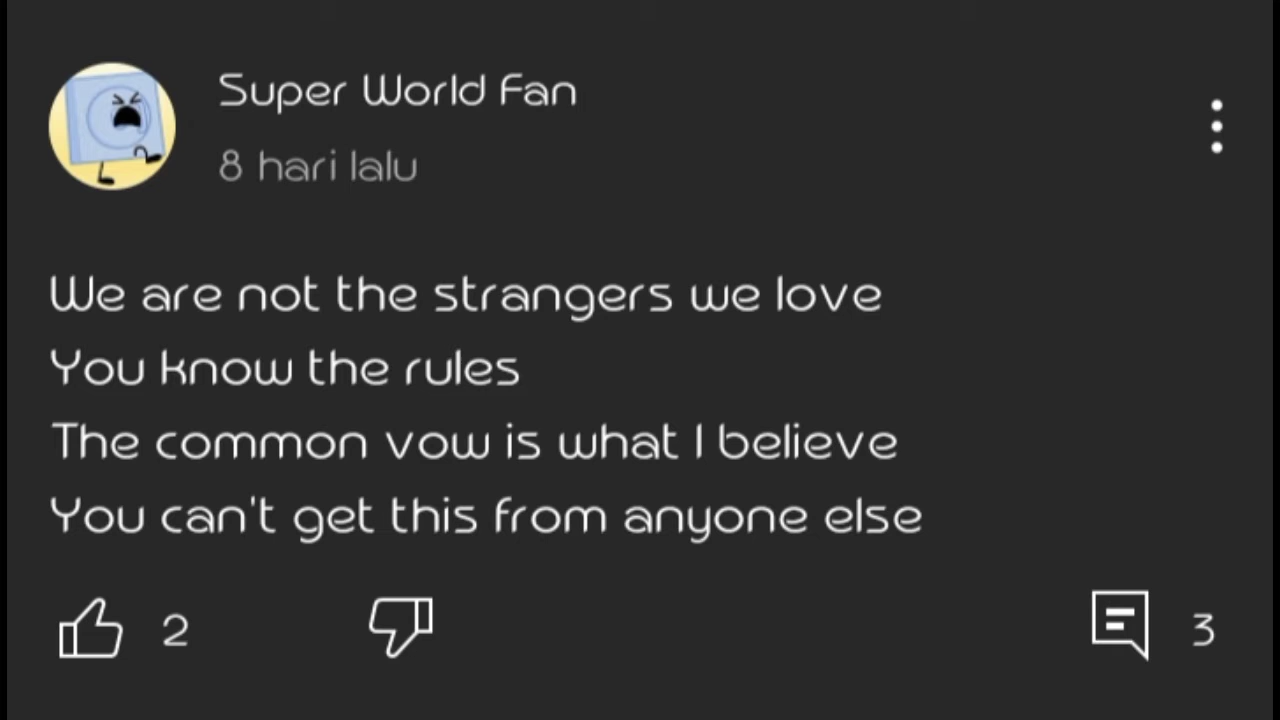 Super World Fan
8 hari lalu
We are not the strangers we love
You know the rules
The common vow is what I believe
You can't get this from anyone else
2
3